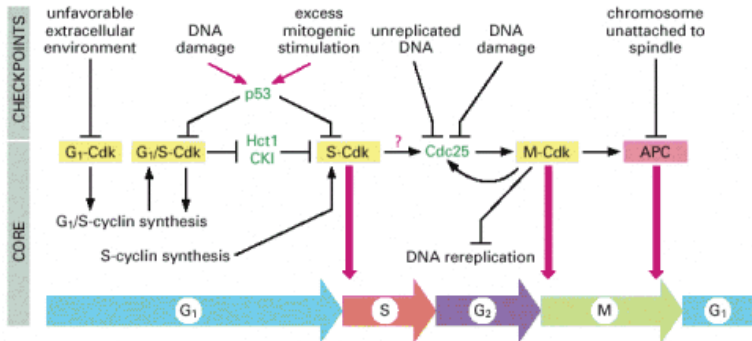 CHECKPOINTS
unfavorable
extracellular
environment
DNA
damage
excess
mitogenic
stimulation
unreplicated
DNA
DNA
damage
chromosome
unattached to
spindle
p53
G1-Cdk
G1/S-Cdk
Hct1
CKI
S-Cdk
?
Cdc25
M-Cdk
APC
CORE
G1/S-cyclin synthesis
S-cyclin synthesis
DNA rereplication
G1
S
G2
M
G1